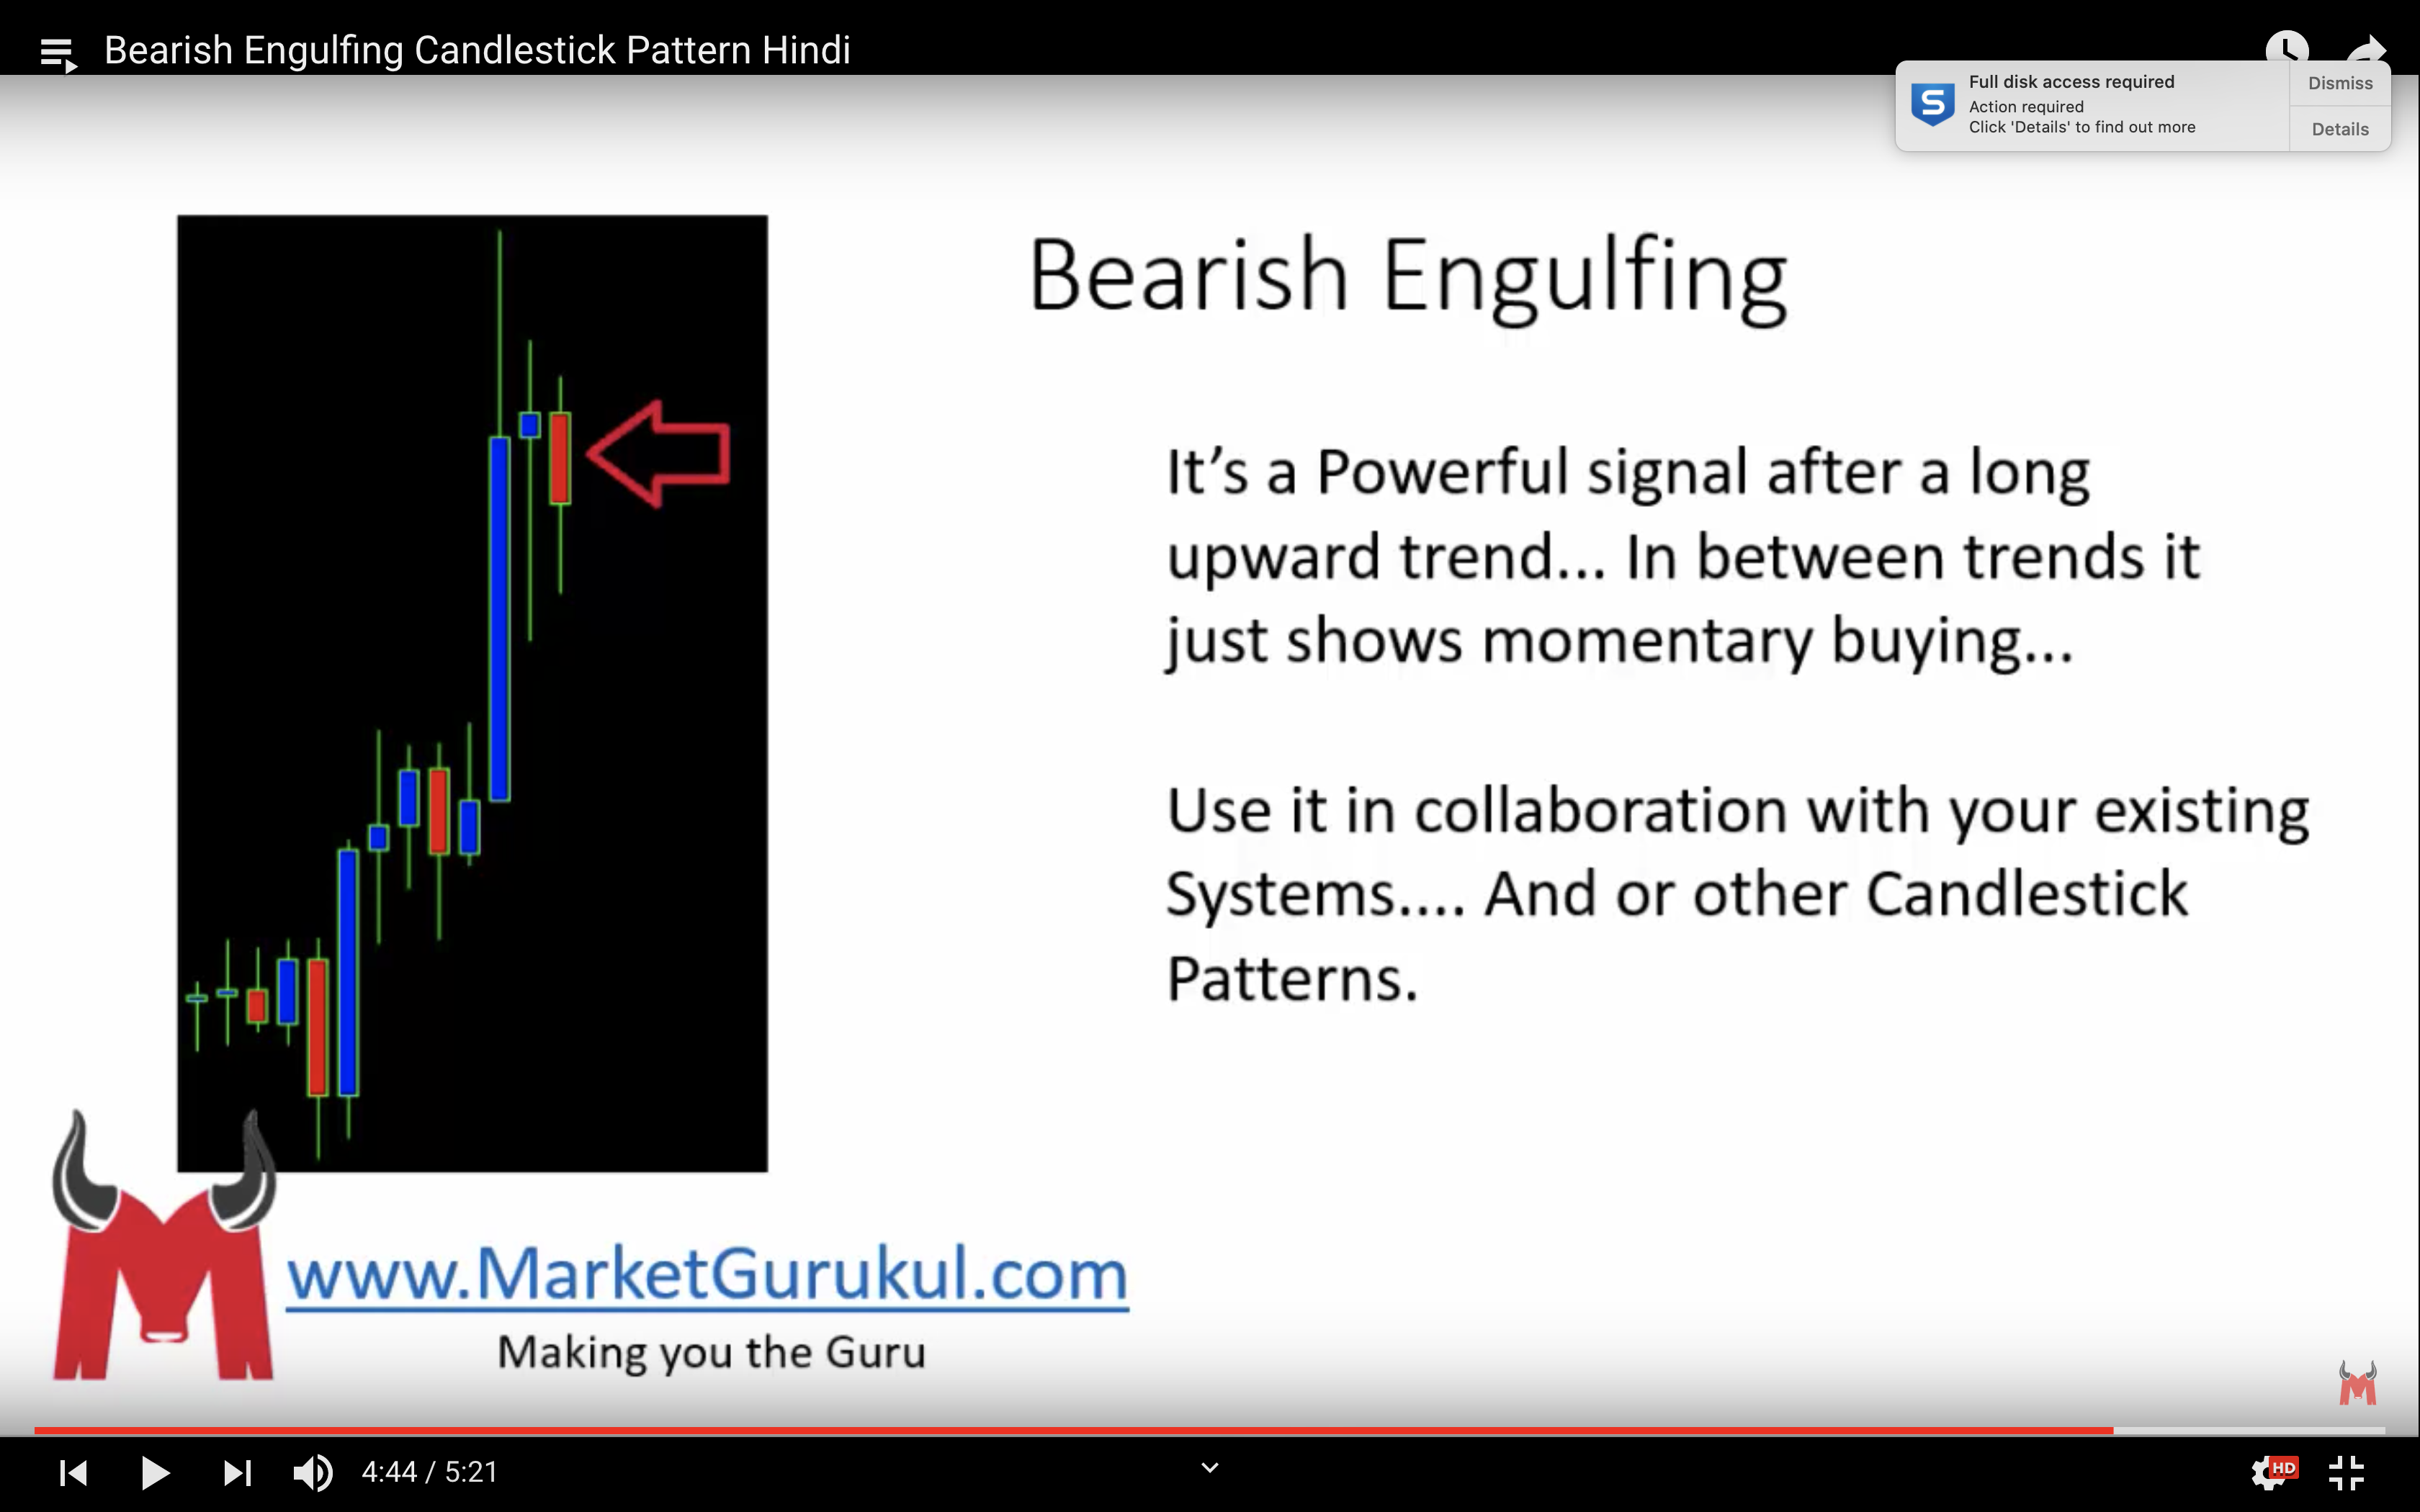 Bearish Engulfing Candlestick Pattern Hindi
Full disk access required
Action required
Click 'Details' to find out more
Dismiss
Details
Bearish Engulfing
It’s a Powerful signal after a long
upward trend... In between trends it
just shows momentary buying...
Use it in collaboration with your existing
Systems.... And or other Candlestick
Patterns.
www.MarketGurukul.com
Making you the Guru
4:44 / 5:21
HD